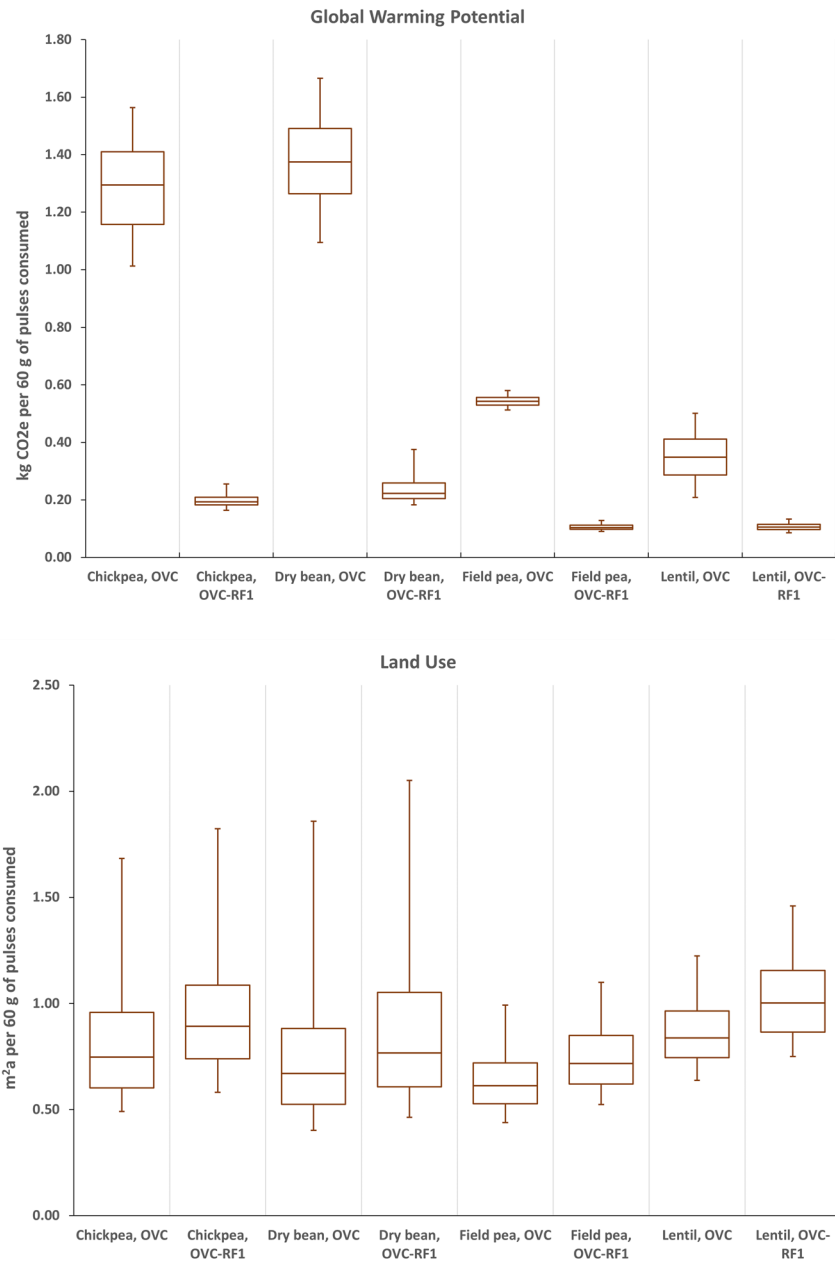 Global Warming Potential
kg CO2e per 60 g of pulses consumed
1.80
1.60
1.40
1.20
1.00
0.80
0.60
0.40
0.20
0.00
Chickpea, OVC
Chickpea,
OVC-RF1
Dry bean, OVC
Dry bean,
OVC-RF1
Field pea, OVC
Field pea,
OVC-RF1
Lentil, OVC
Lentil, OVC-
RF1
Land Use
m²a per 60 g of pulses consumed
2.50
2.00
1.50
1.00
0.50
0.00
Chickpea, OVC
Chickpea,
OVC-RF1
Dry bean, OVC
Dry bean,
OVC-RF1
Field pea, OVC
Field pea,
OVC-RF1
Lentil, OVC
Lentil, OVC-
RF1